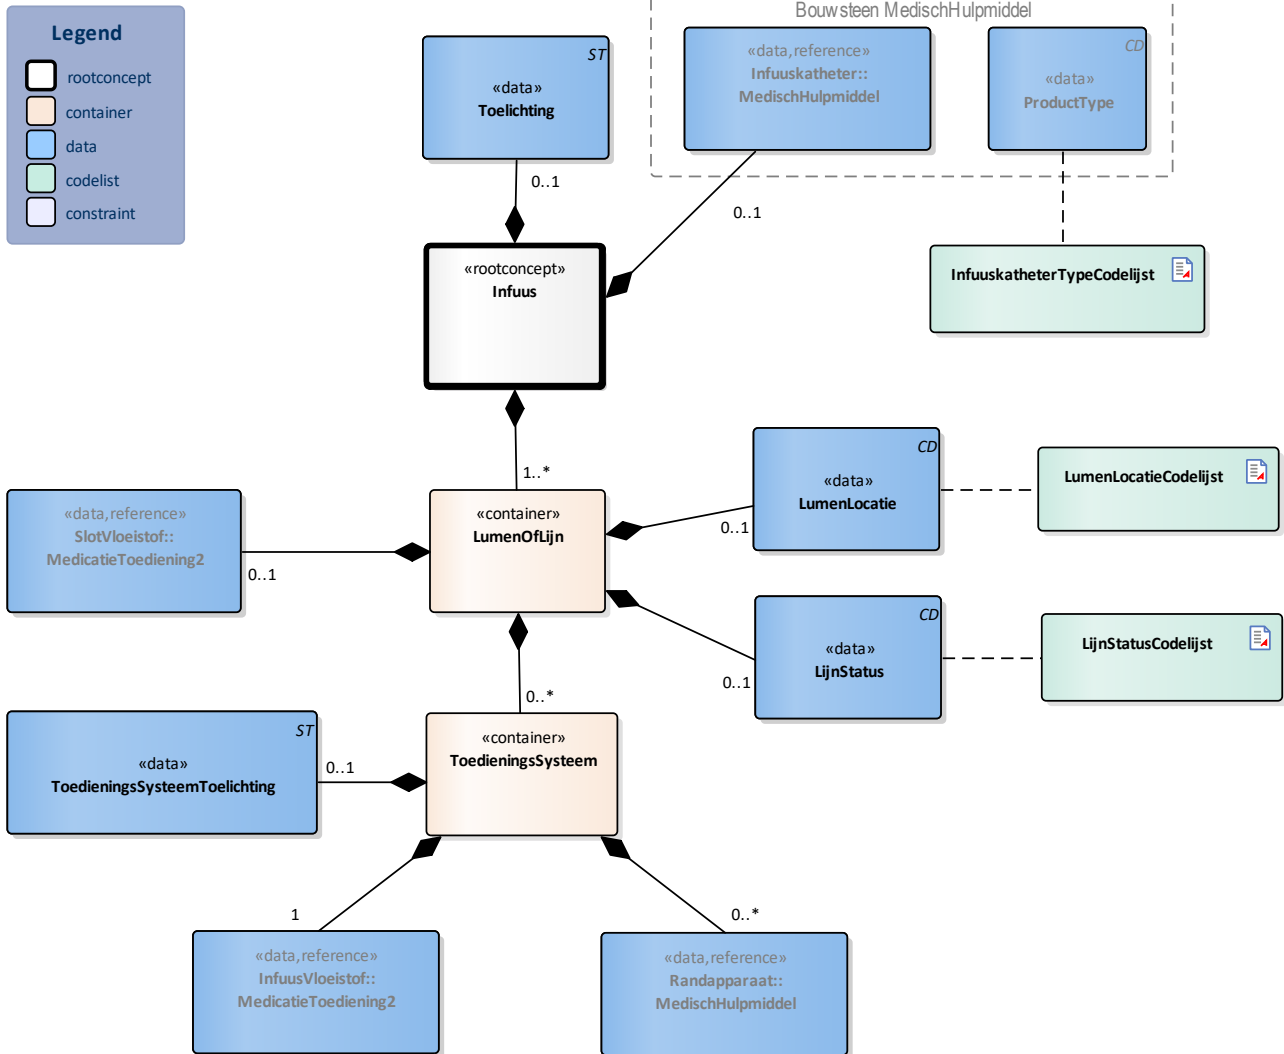 Legend
rootconcept
container
data
codelist
constraint
Bouwsteen MedischHulpmiddel
ST
«data»
Toelichting
«data,reference»
Infuuskatheter::
MedischHulpmiddel
CD
«data»
ProductType
0..1
0..1
«rootconcept»
Infuus
InfuuskatheterTypeCodelijst
1..*
CD
«data»
LumenLocatie
LumenLocatieCodelijst
«data,reference»
SlotVloeistof::
MedicatieToediening2
0..1
«container»
LumenOfLijn
0..1
CD
«data»
LijnStatus
LijnStatusCodelijst
0..1
0..*
ST
«data»
ToedieningsSysteemToelichting
0..1
«container»
ToedieningsSysteem
1
0..*
«data,reference»
InfuusVloeistof::
MedicatieToediening2
«data,reference»
Randapparaat::
MedischHulpmiddel